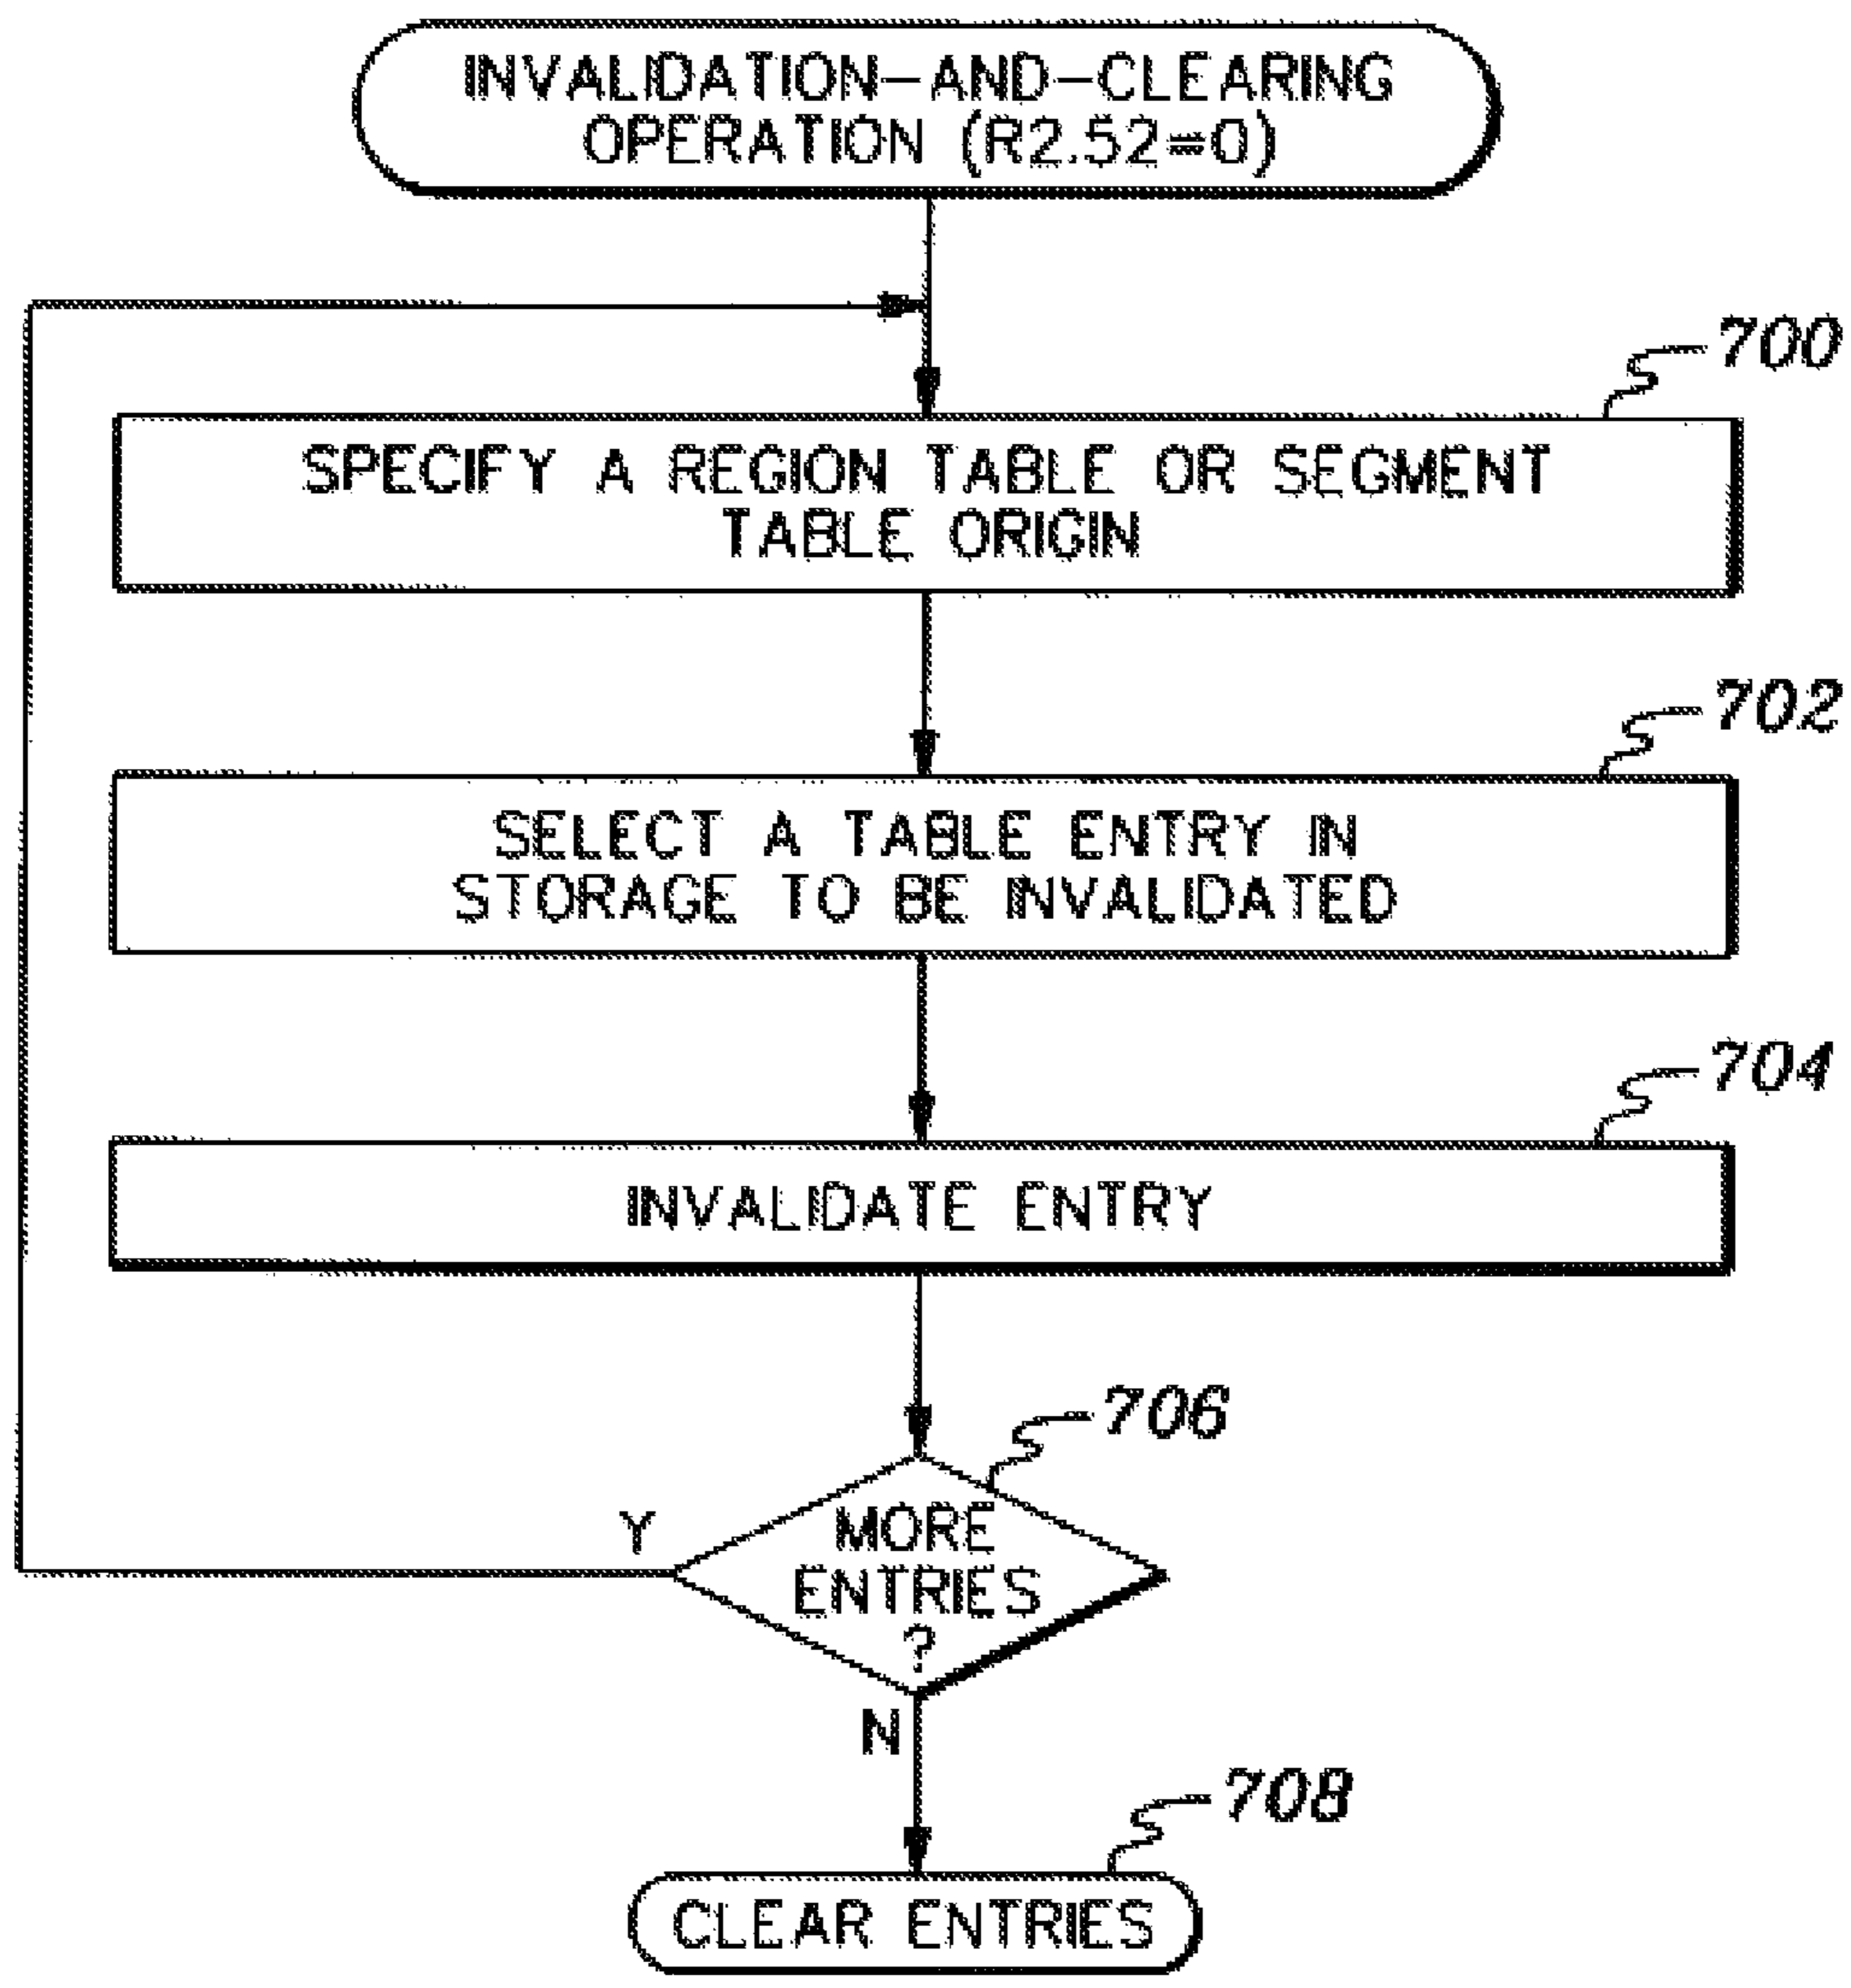 INVALIDATION-AND-CLEARING
OPERATION (R2.52=0)
700
SPECIFY A REGION TABLE OR SEGMENT
TABLE ORIGIN
702
SELECT A TABLE ENTRY IN
STORAGE TO BE INVALIDATED
704
INVALIDATE ENTRY
706
Y
MORE
ENTRIES
?
N
708
CLEAR ENTRIES